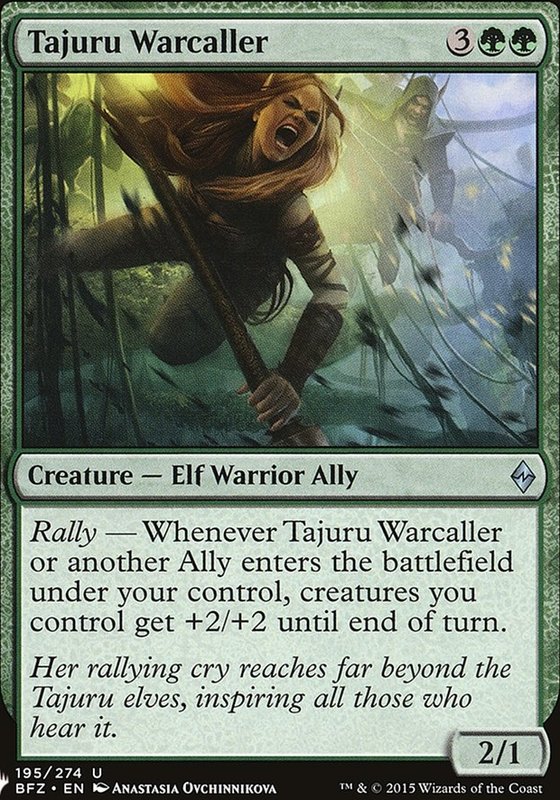 Tajuru Warcaller 3
Creature — Elf Warrior Ally
Rally — Whenever Tajuru Warcaller
or another Ally enters the battlefield
under your control, creatures you
control get +2/+2 until end of turn.
Her rallying cry reaches far beyond the
Tajuru elves, inspiring all those who
hear it.
2/1
195/274 U
BFZ • EN Anastasia Ovchinnikova
™ & © 2015 Wizards of the Coast